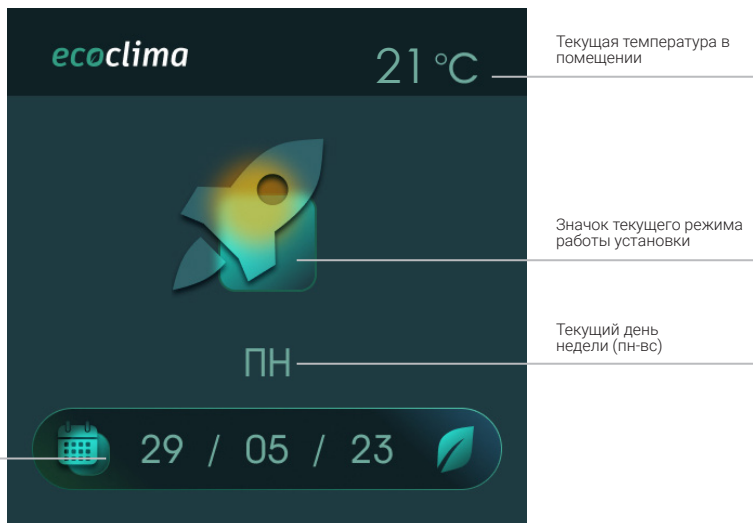 ecoclima
21 °C
Текущая температура в
помещении
Значок текущего режима
работы установки
ПН
Текущий день
недели (пн-вс)
29 / 05 / 23